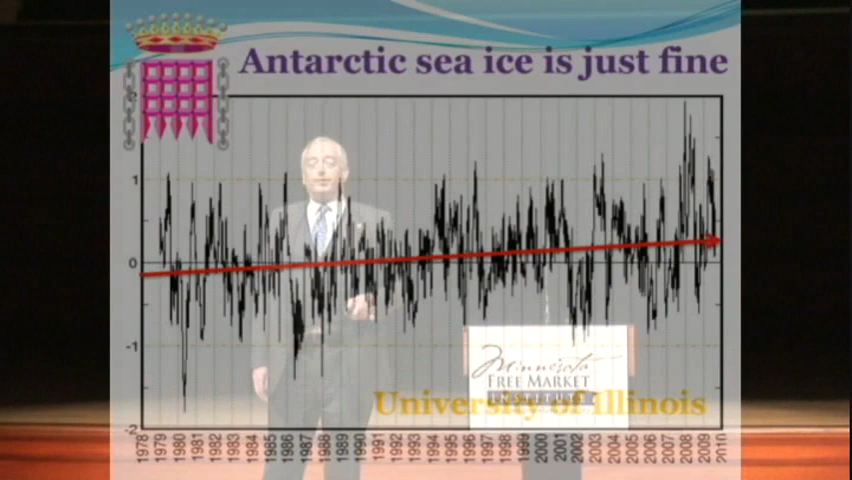 Antarctic sea ice is just fine
2
1
0
-1
-2
Minnesota
FREE MARKET
INSTITUTE
University of Illinois
1978 1979 1980 1981 1982 1983 1984 1985 1986 1987 1988 1989 1990 1991 1992 1993 1994 1995 1996 1997 1998 1999 2000 2001 2002 2003 2004 2005 2006 2007 2008 2009 2010